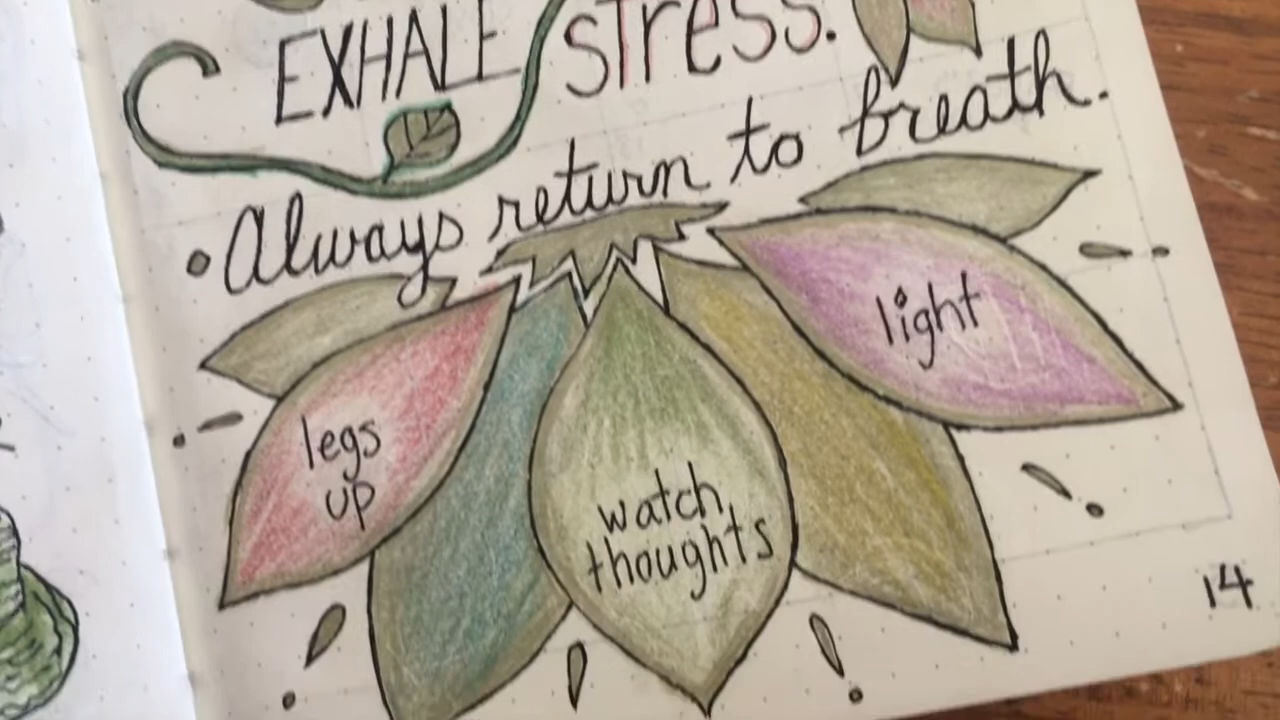 EXHALE stress.
• Always return to breath.
legs
up
watch
thoughts
light
14